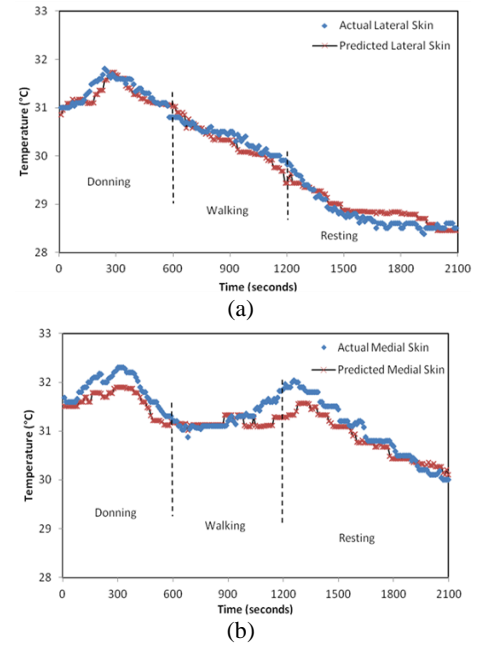 (a)
33
32
31
30
29
28
Temperature (°C)
Actual Lateral Skin
Predicted Lateral Skin
Donning
Walking
Resting
0 300 600 900 1200 1500 1800 2100
Time (seconds)
(a)
33
32
31
30
29
28
Temperature (°C)
Actual Medial Skin
Predicted Medial Skin
Donning
Walking
Resting
0 300 600 900 1200 1500 1800 2100
Time (seconds)
(b)